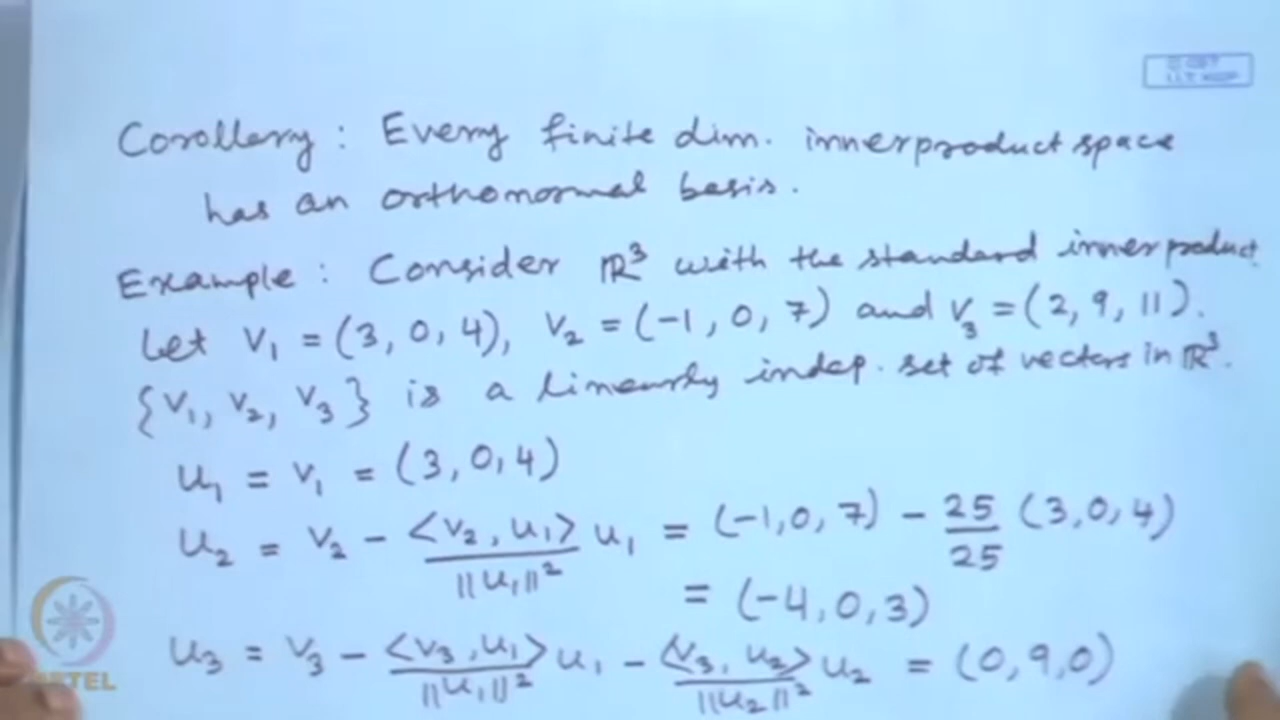 Corollary : Every finite dim. innerproduct space
has an orthonormal basis.
Example : Consider ℝ³ with the standard inner product.
Let V₁ = (3, 0, 4), V₂ = (-1, 0, 7) and V₃ = (2, 9, 11).
{V₁, V₂, V₃} is a linearly indep. set of vectors in ℝ³.
u₁ = V₁ = (3, 0, 4)
u₂ = V₂ - <V₂, u₁>/||u₁||² u₁ = (-1, 0, 7) - 25/25 (3, 0, 4)
= (-4, 0, 3)
u₃ = V₃ - <V₃, u₁>/||u₁||² u₁ - <V₃, u₂>/||u₂||² u₂ = (0, 9, 0)